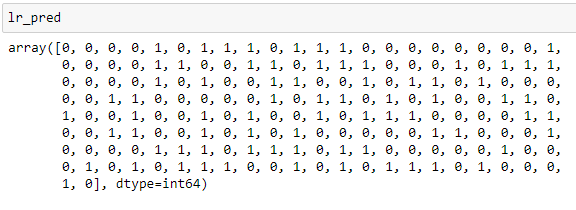 lr_pred
array([0, 0, 0, 0, 1, 0, 1, 1, 1, 0, 1, 1, 1, 0, 0, 0, 0, 0, 0, 0, 0, 1,
0, 0, 0, 0, 1, 1, 0, 0, 1, 1, 0, 1, 1, 1, 0, 0, 0, 1, 0, 1, 1, 1,
0, 0, 0, 0, 1, 0, 1, 0, 0, 1, 1, 0, 0, 1, 0, 1, 1, 0, 1, 0, 0, 0,
0, 0, 1, 1, 0, 0, 0, 0, 0, 1, 0, 1, 1, 0, 1, 0, 1, 0, 0, 1, 1, 0,
1, 0, 0, 1, 0, 0, 1, 0, 1, 0, 0, 1, 0, 1, 1, 1, 0, 0, 0, 0, 1, 1,
0, 0, 1, 1, 0, 0, 1, 0, 1, 0, 1, 0, 0, 0, 0, 0, 1, 1, 0, 0, 0, 1,
0, 0, 0, 0, 1, 1, 1, 0, 1, 1, 1, 0, 1, 1, 0, 0, 0, 0, 0, 1, 0, 0,
0, 1, 0, 1, 0, 1, 1, 1, 0, 0, 1, 0, 1, 0, 1, 1, 1, 0, 1, 0, 0, 0,
1, 0], dtype=int64)